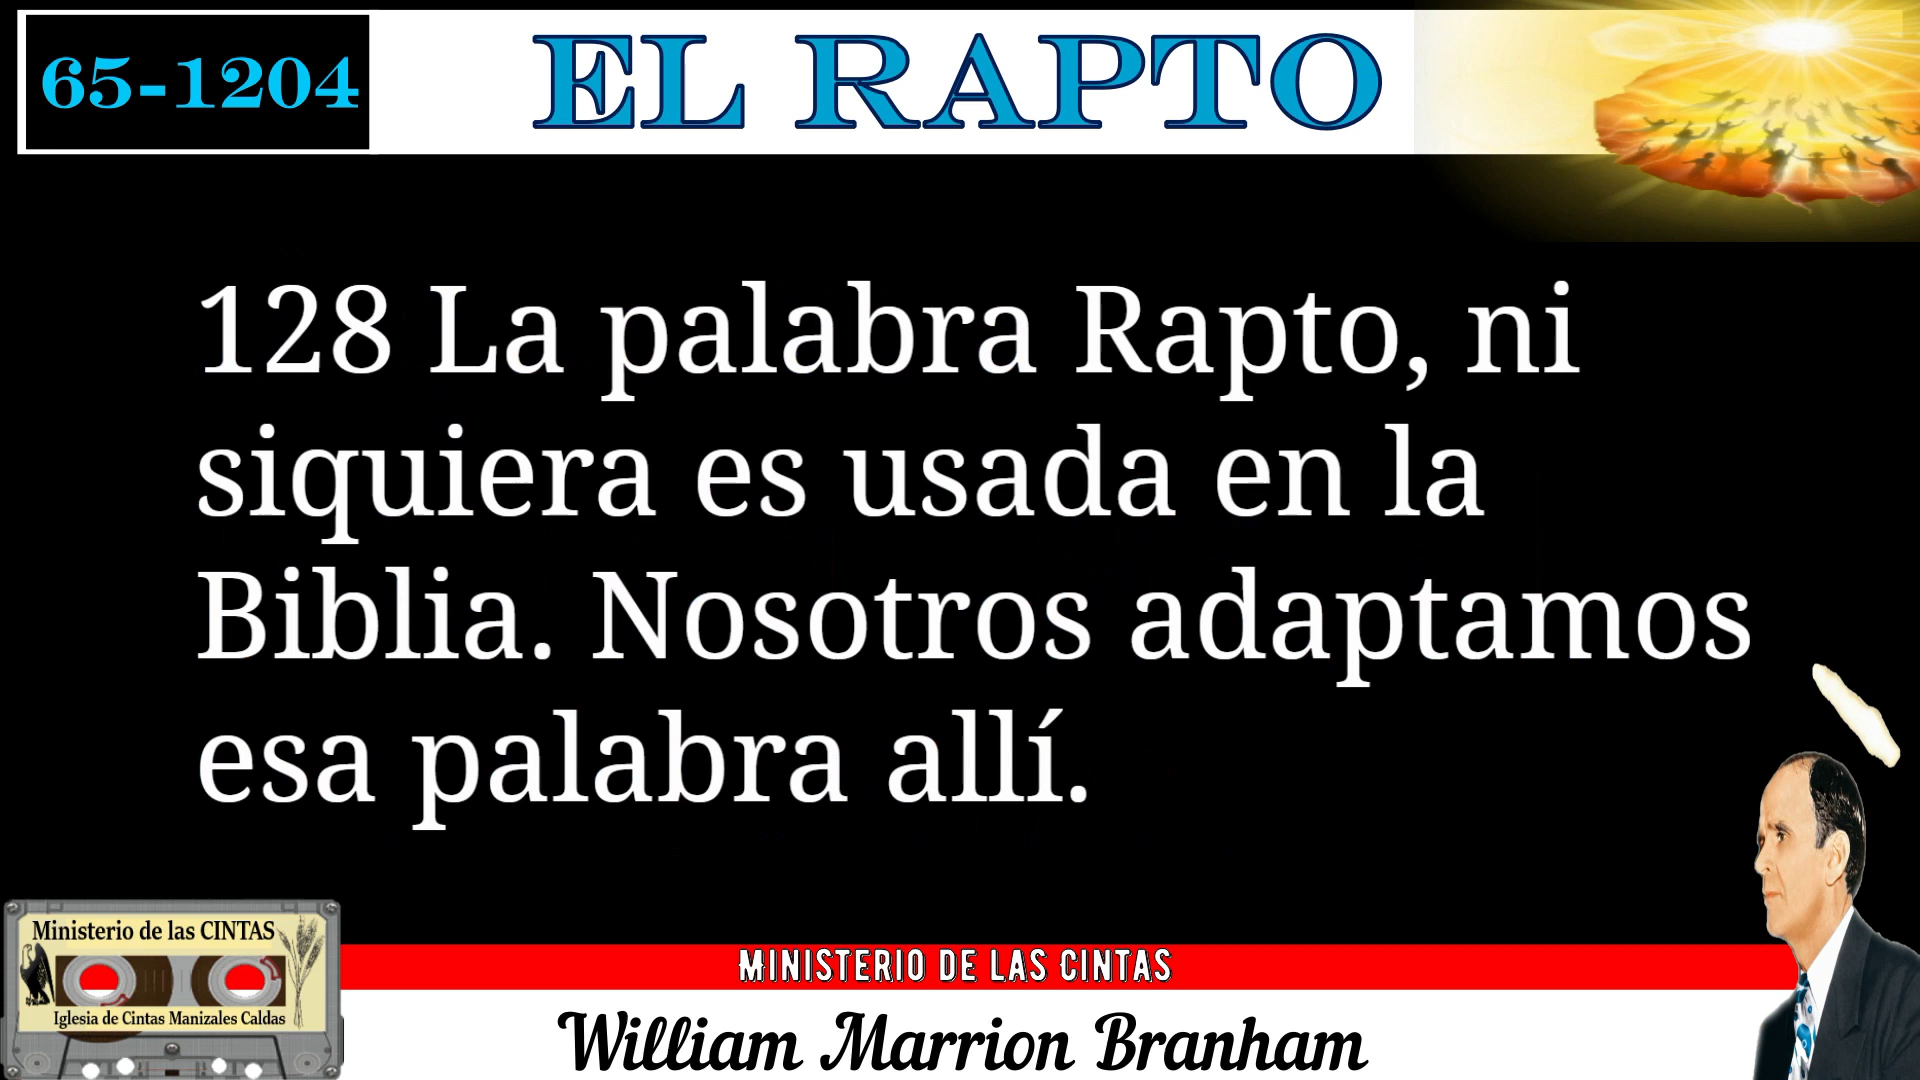 65-1204
EL RAPTO
128 La palabra Rapto, ni
siquiera es usada en la
Biblia. Nosotros adaptamos
esa palabra allí.
Ministerio de las CINTAS
Iglesia de Cintas Manizales Caldas
MINISTERIO DE LAS CINTAS
William Marrion Branham